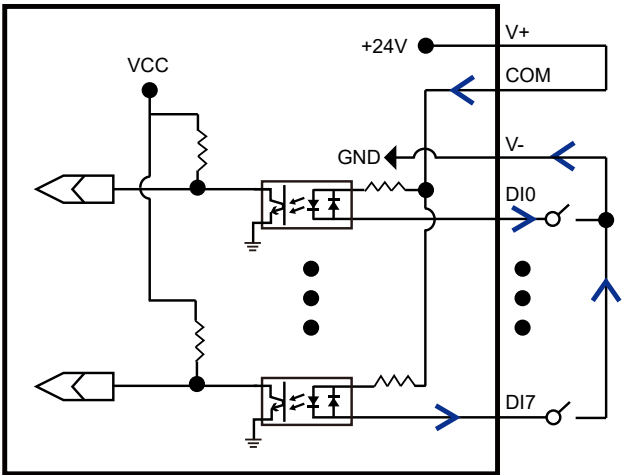 +24V
V+
VCC
COM
GND
V-
DI0
DI7